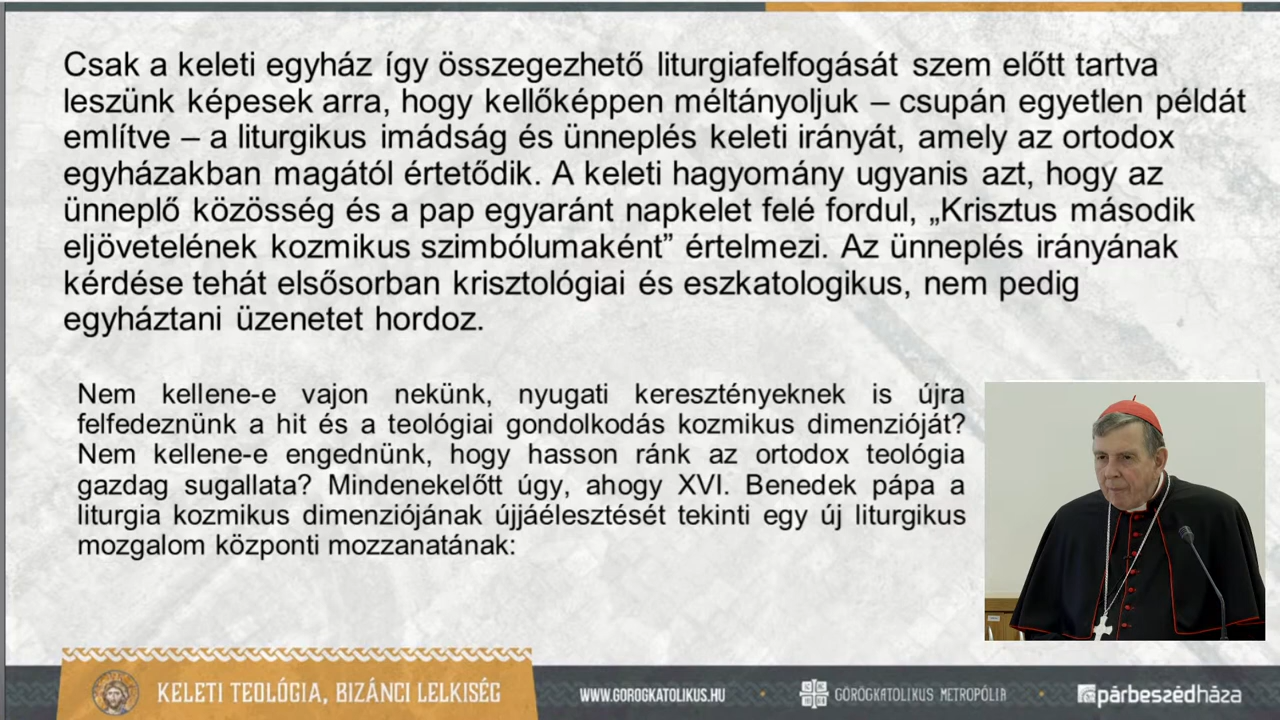 Csak a keleti egyház így összegezhető liturgiafelfogását szem előtt tartva
leszünk képesek arra, hogy kellőképpen méltányoljuk – csupán egyetlen példát
említve – a liturgikus imádság és ünneplés keleti irányát, amely az ortodox
egyházakban magától értetődik. A keleti hagyomány ugyanis azt, hogy az
ünneplő közösség és a pap egyaránt napkelet felé fordul, „Krisztus második
eljövetelének kozmikus szimbólumaként” értelmezi. Az ünneplés irányának
kérdése tehát elsősorban krisztológiai és eszkatologikus, nem pedig
egyháztani üzenetet hordoz.
Nem kellene-e vajon nekünk, nyugati keresztényeknek is újra
felfedeznünk a hit és a teológiai gondolkodás kozmikus dimenzióját?
Nem kellene-e engednünk, hogy hasson ránk az ortodox teológia
gazdag sugallata? Mindenekelőtt úgy, ahogy XVI. Benedek pápa a
liturgia kozmikus dimenziójának újjáélesztését tekinti egy új liturgikus
mozgalom központi mozzanatának:
KELETI TEOLÓGIA, BIZÁNCI LELKISÉG
WWW.GOROGKATOLIKUS.HU
GÖRÖGKATOLIKUS METROPÓLIA
párbeszédháza